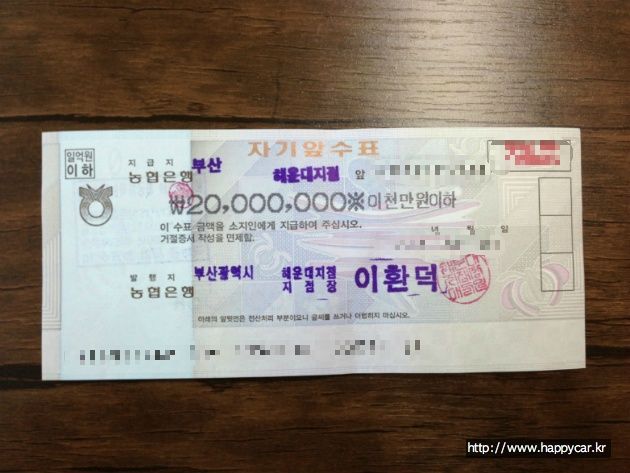 자기앞수표
일억원
이하
지급지 부산
농협은행 해운대지점 앞
₩20,000,000※ 이천만원이하
이 수표 금액을 소지인에게 지급하여 주십시오.
거절증서 작성을 면제함.
년 월 일
발행지 부산광역시 해운대지점
농협은행 지점장 이환덕
아래의 앞뒷면은 전산처리 부분이오니 글씨를 쓰거나 더럽히지 마십시오.
http://www.happycar.kr